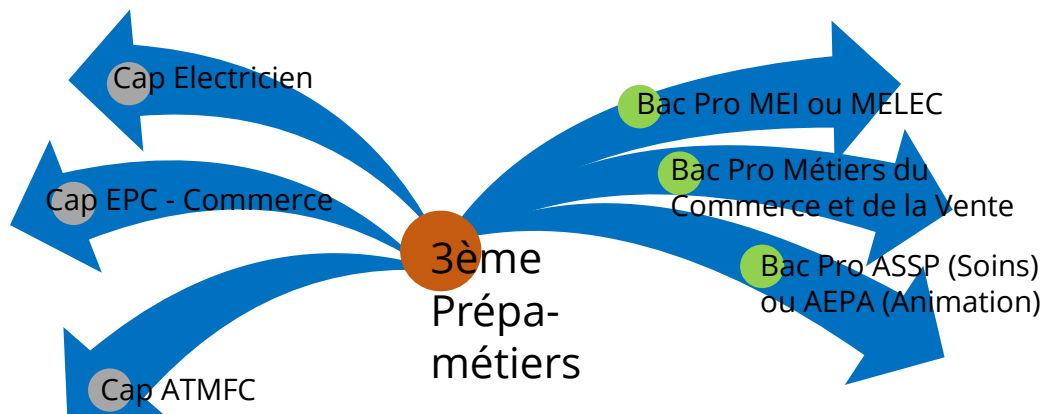 Cap Electricien
Cap EPC - Commerce
Cap ATMFC
3ème
Prépa-
métiers
Bac Pro MEI ou MELEC
Bac Pro Métiers du
Commerce et de la Vente
Bac Pro ASSP (Soins)
ou AEPA (Animation)